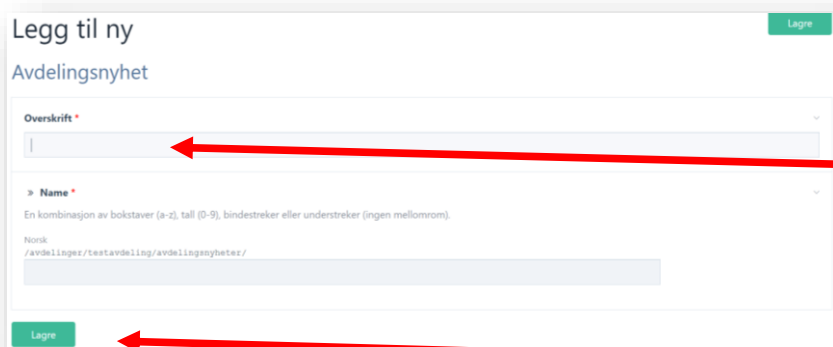 Legg til ny
Lagre
Avdelingsnyhet
Overskrift *
» Name *
En kombinasjon av bokstaver (a-z), tall (0-9), bindestreker eller understreker (ingen mellomrom).
Norsk
/avdelinger/testavdeling/avdelingsnyheter/
Lagre